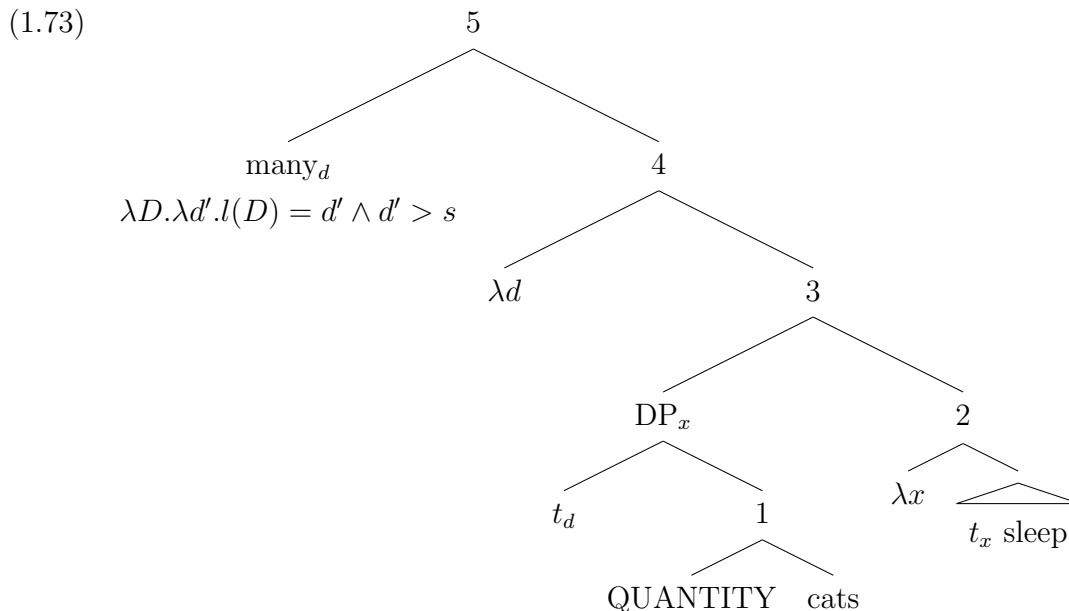 (1.73) 5
many_d 4
λD.λd′.l(D) = d′ ∧ d′ > s
λd 3
DP_x 2
t_d 1 λx t_x sleep
QUANTITY cats